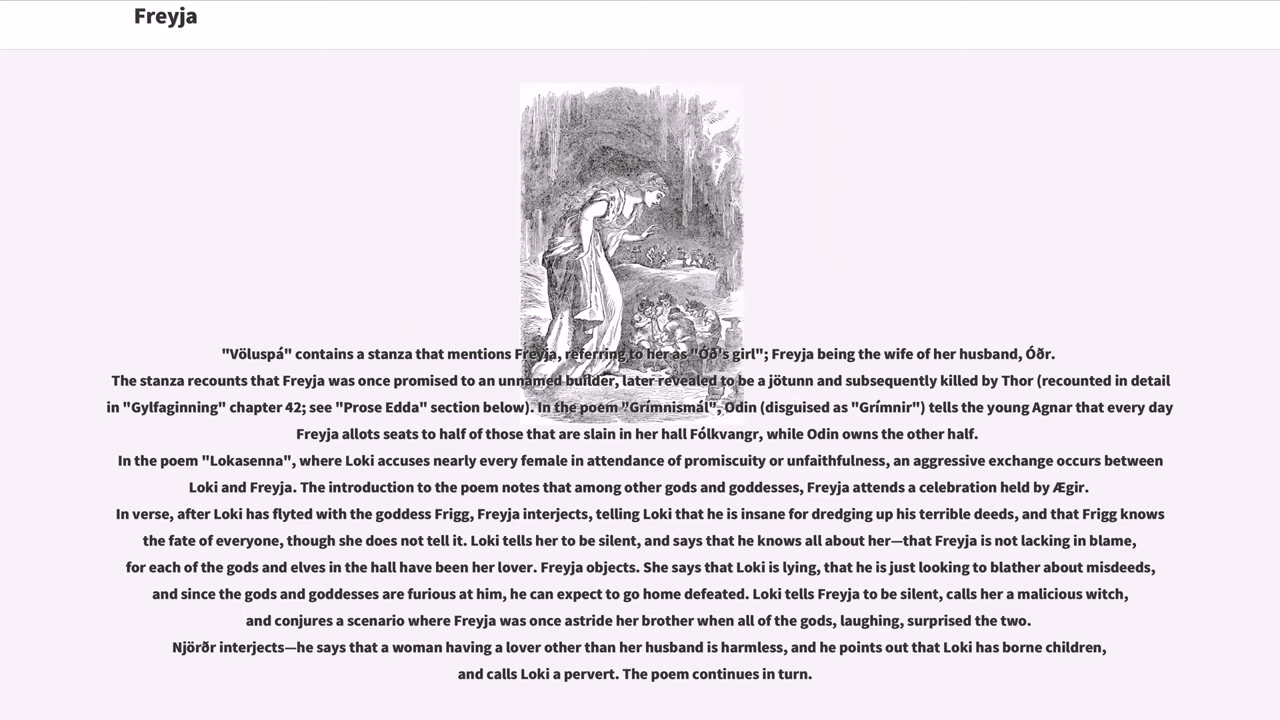 Freyja
"Völuspá" contains a stanza that mentions Freyja, referring to her as "Óð's girl"; Freyja being the wife of her husband, Óðr.
The stanza recounts that Freyja was once promised to an unnamed builder, later revealed to be a jötunn and subsequently killed by Thor (recounted in detail
in "Gylfaginning" chapter 42; see "Prose Edda" section below). In the poem "Grímnismál", Odin (disguised as "Grímnir") tells the young Agnar that every day
Freyja allots seats to half of those that are slain in her hall Fólkvangr, while Odin owns the other half.
In the poem "Lokasenna", where Loki accuses nearly every female in attendance of promiscuity or unfaithfulness, an aggressive exchange occurs between
Loki and Freyja. The introduction to the poem notes that among other gods and goddesses, Freyja attends a celebration held by Ægir.
In verse, after Loki has flyted with the goddess Frigg, Freyja interjects, telling Loki that he is insane for dredging up his terrible deeds, and that Frigg knows
the fate of everyone, though she does not tell it. Loki tells her to be silent, and says that he knows all about her—that Freyja is not lacking in blame,
for each of the gods and elves in the hall have been her lover. Freyja objects. She says that Loki is lying, that he is just looking to blather about misdeeds,
and since the gods and goddesses are furious at him, he can expect to go home defeated. Loki tells Freyja to be silent, calls her a malicious witch,
and conjures a scenario where Freyja was once astride her brother when all of the gods, laughing, surprised the two.
Njörðr interjects—he says that a woman having a lover other than her husband is harmless, and he points out that Loki has borne children,
and calls Loki a pervert. The poem continues in turn.